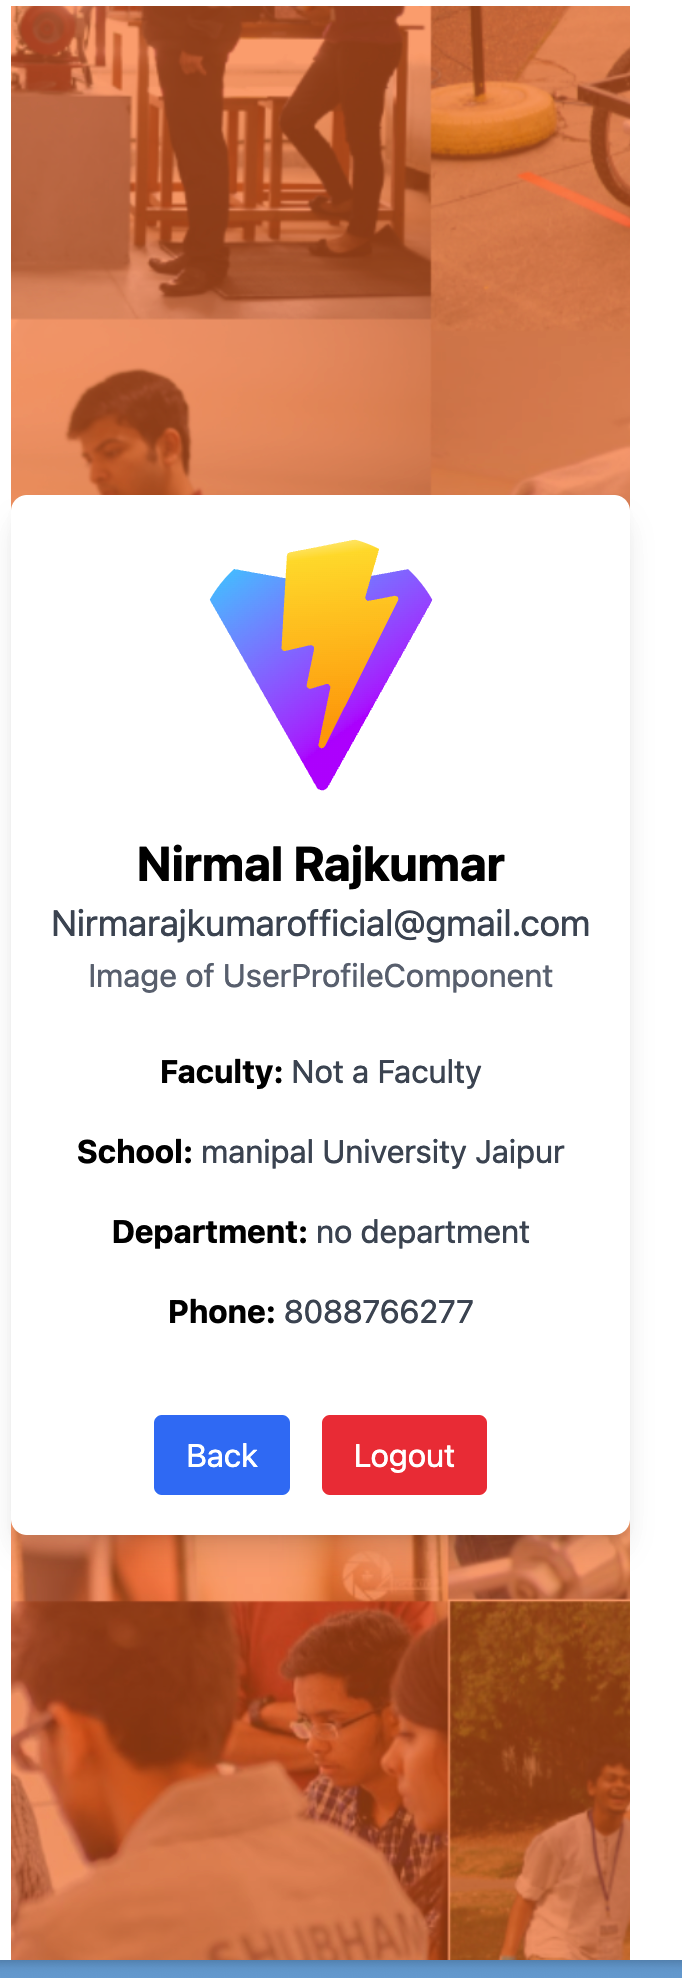 Nirmal Rajkumar
Nirmarajkumarofficial@gmail.com
Image of UserProfileComponent
Faculty: Not a Faculty
School: manipal University Jaipur
Department: no department
Phone: 8088766277
Back Logout
SHUBHAM